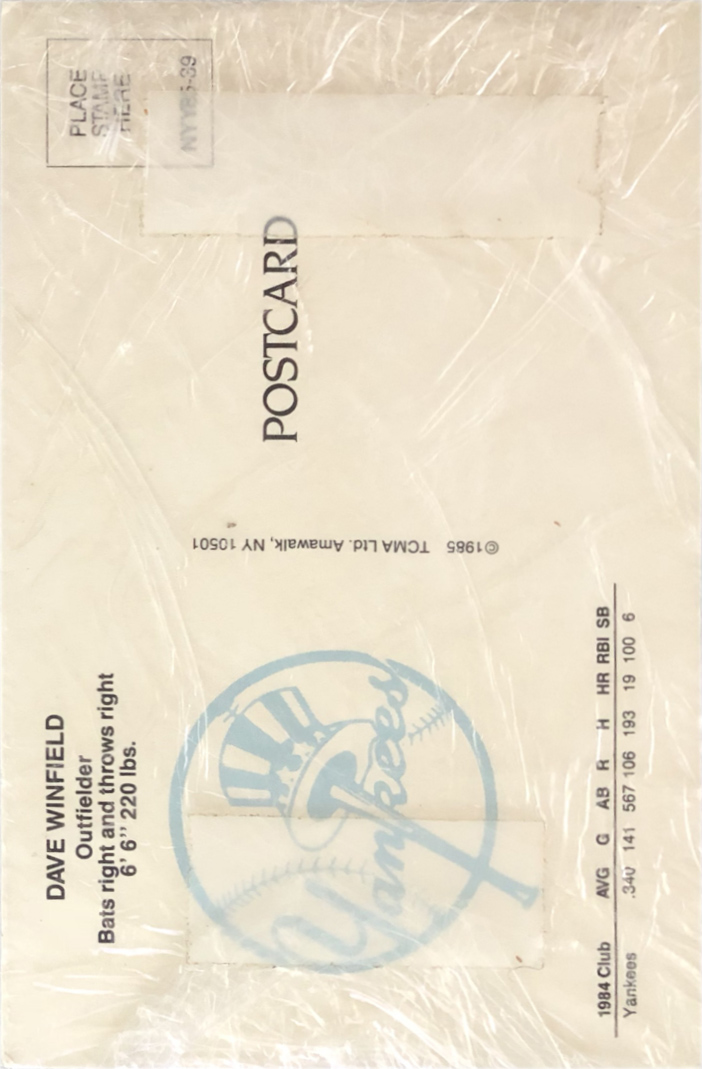 DAVE WINFIELD
Outfielder
Bats right and throws right
6' 6'' 220 lbs.
Yankees
1984 Club AVG G AB R H HR RBI SB
Yankees .340 141 567 106 193 19 100 6
©1985 TCMA Ltd. Amawalk, NY 10501
POSTCARD
PLACE
STAMP
HERE
NYY85-39